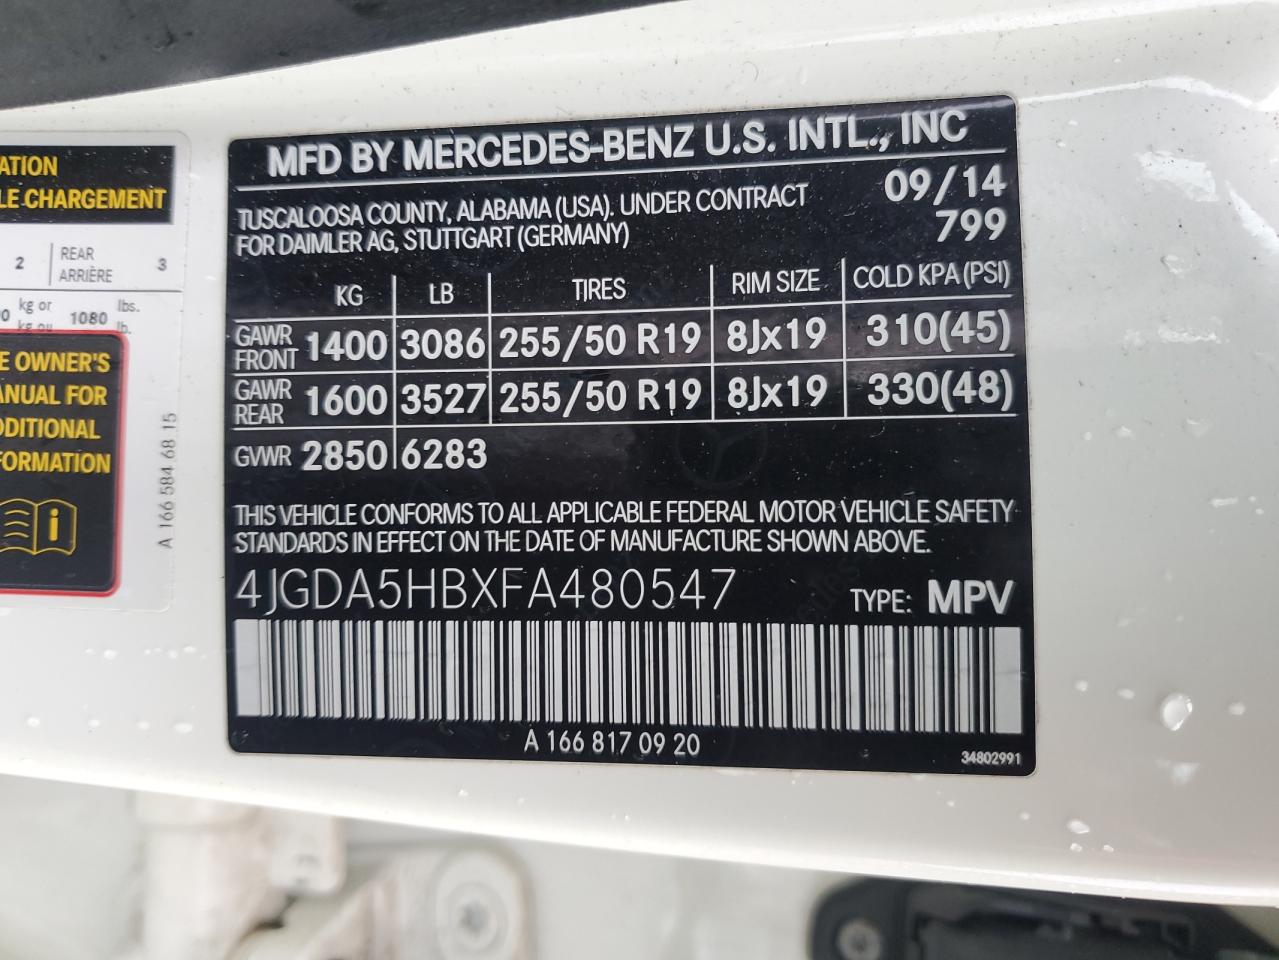 MFD BY MERCEDES-BENZ U.S. INTL., INC
TUSCALOOSA COUNTY, ALABAMA (USA). UNDER CONTRACT 09/14
FOR DAIMLER AG, STUTTGART (GERMANY) 799
KG LB TIRES RIM SIZE COLD KPA (PSI)
GAWR FRONT 1400 3086 255/50 R19 8Jx19 310(45)
GAWR REAR 1600 3527 255/50 R19 8Jx19 330(48)
GVWR 2850 6283
THIS VEHICLE CONFORMS TO ALL APPLICABLE FEDERAL MOTOR VEHICLE SAFETY
STANDARDS IN EFFECT ON THE DATE OF MANUFACTURE SHOWN ABOVE.
4JGDA5HBXFA480547 TYPE: MPV
A 166 817 09 20
34802991
CHARGEMENT
2 REAR 3
ARRIÈRE
kg or 1080 lbs.
kg ou lb.
OWNER'S
FOR
A 166 584 68 15